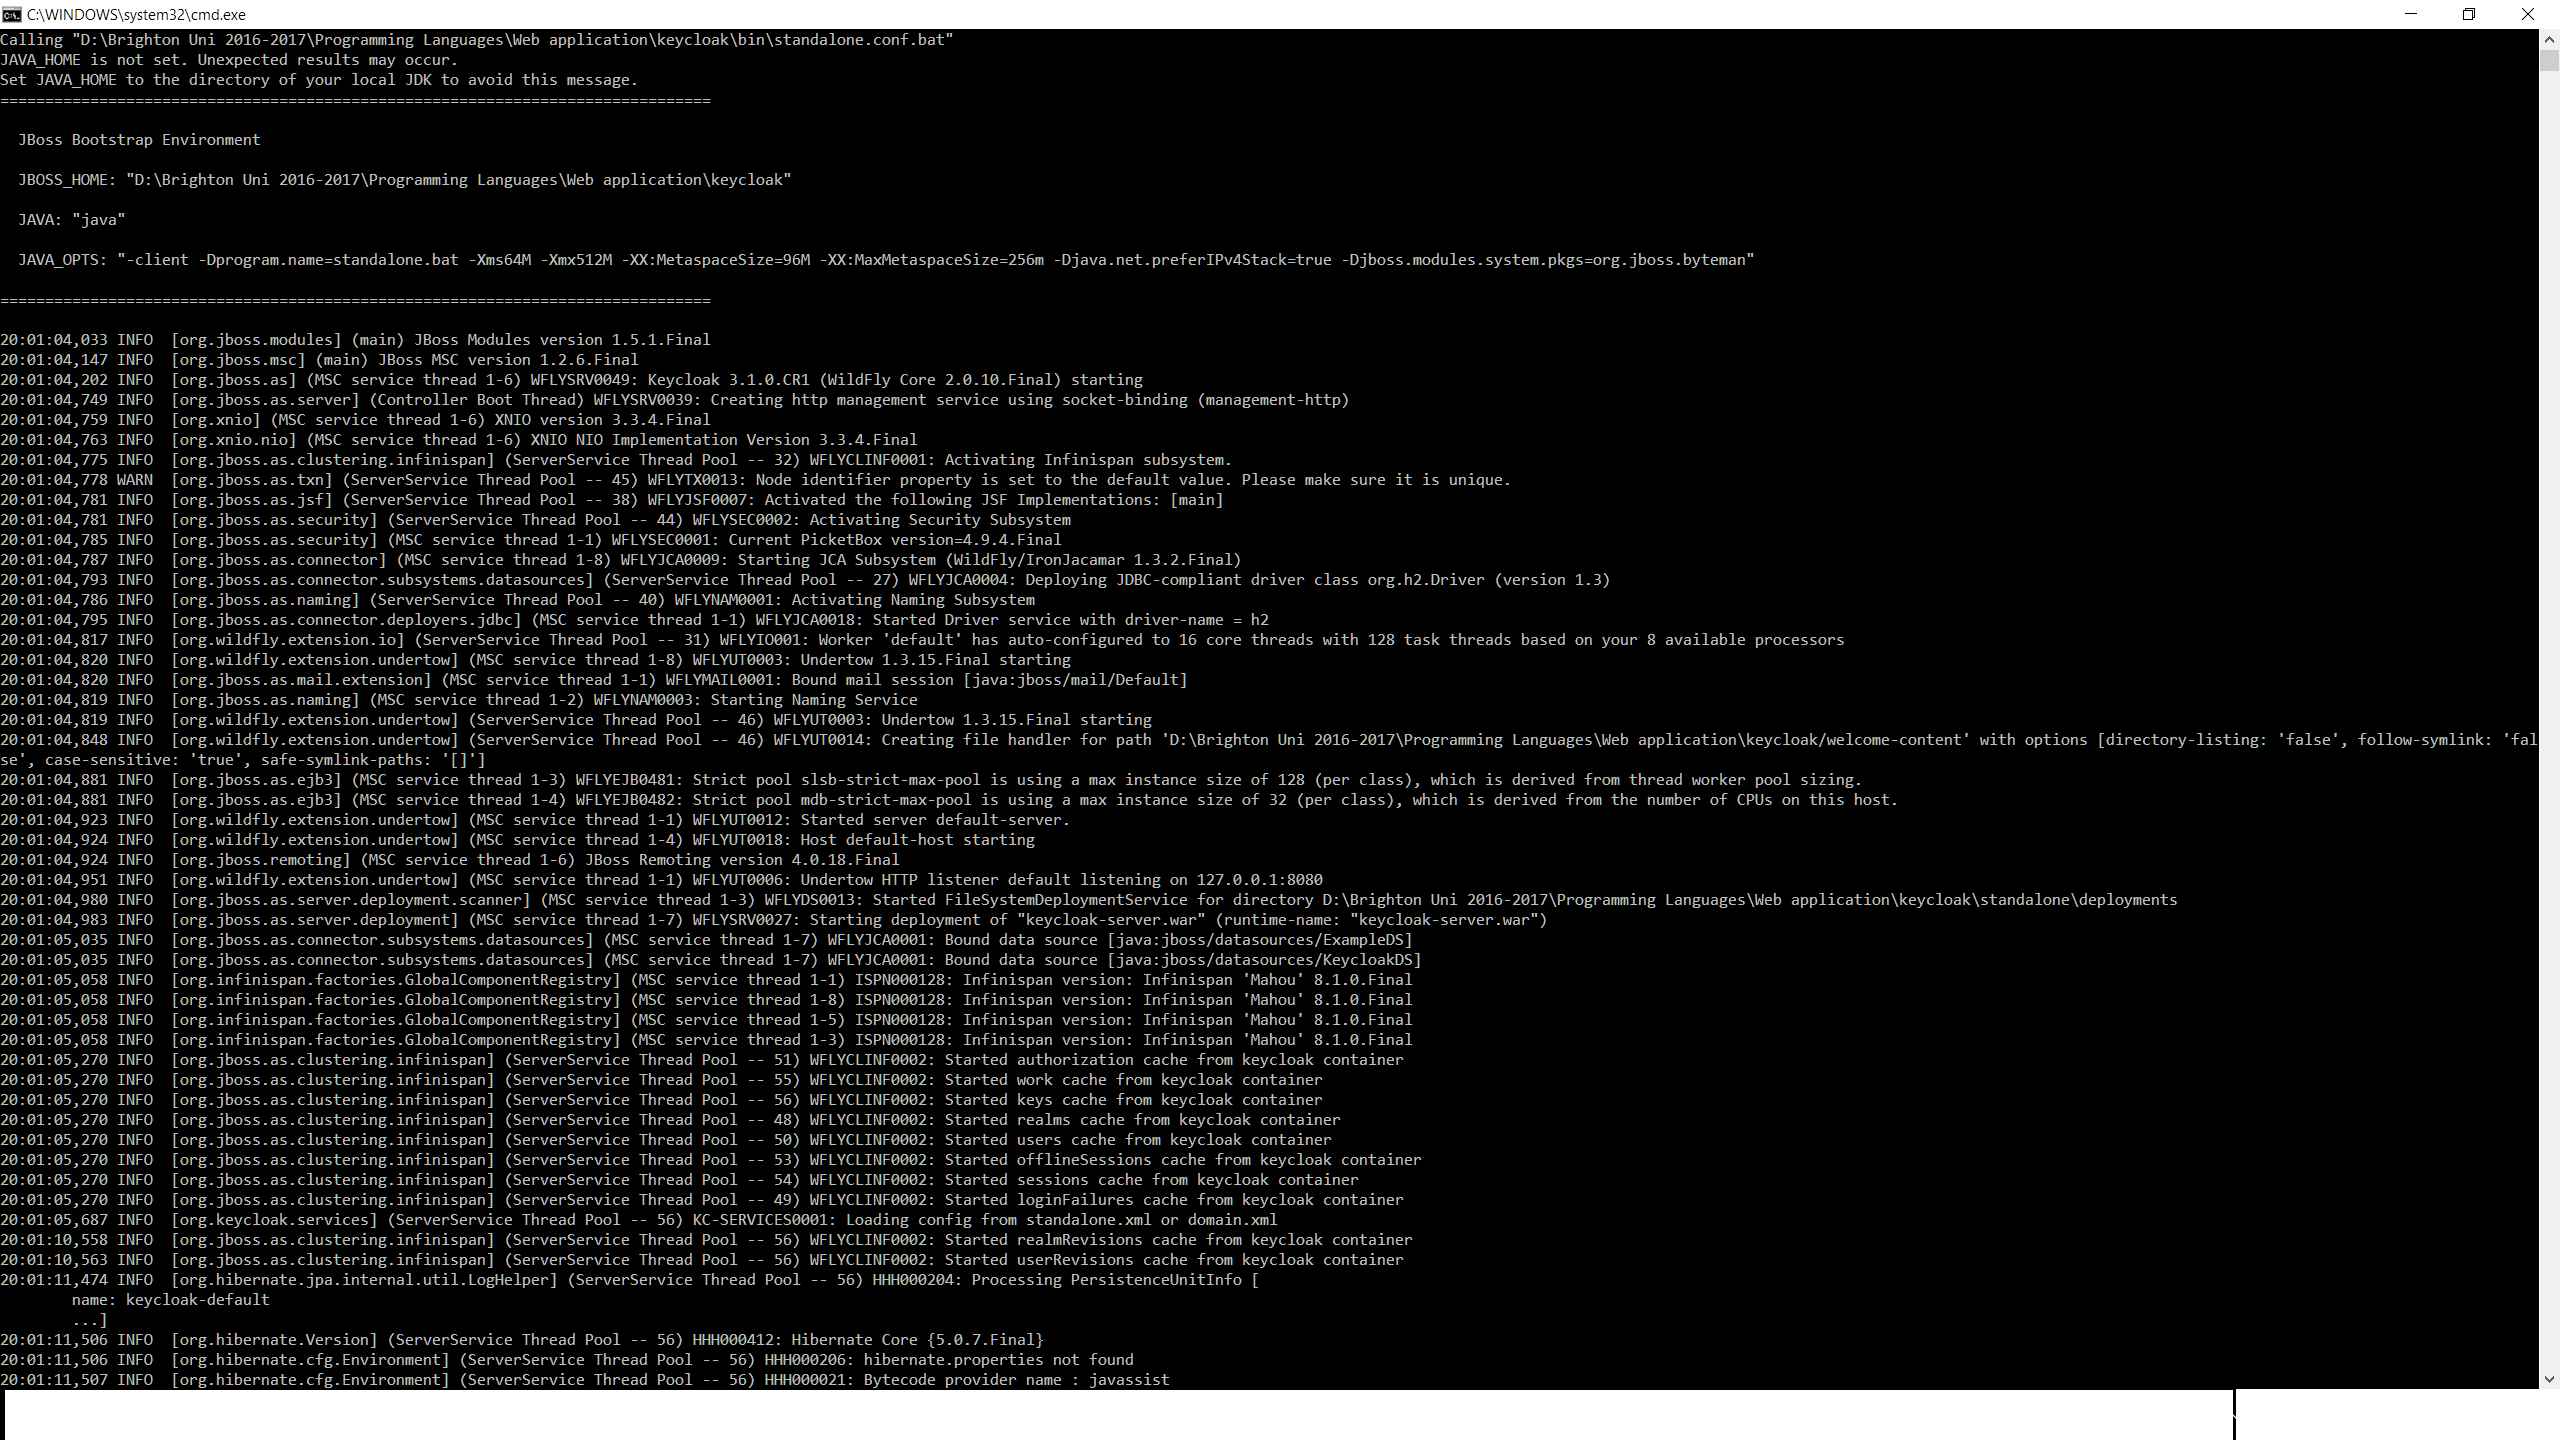 C:\WINDOWS\system32\cmd.exe
Calling "D:\Brighton Uni 2016-2017\Programming Languages\Web application\keycloak\bin\standalone.conf.bat"
JAVA_HOME is not set. Unexpected results may occur.
Set JAVA_HOME to the directory of your local JDK to avoid this message.
===============================================================================
JBoss Bootstrap Environment
JBOSS_HOME: "D:\Brighton Uni 2016-2017\Programming Languages\Web application\keycloak"
JAVA: "java"
JAVA_OPTS: "-client -Dprogram.name=standalone.bat -Xms64M -Xmx512M -XX:MetaspaceSize=96M -XX:MaxMetaspaceSize=256m -Djava.net.preferIPv4Stack=true -Djboss.modules.system.pkgs=org.jboss.byteman"
===============================================================================
20:01:04,033 INFO  [org.jboss.modules] (main) JBoss Modules version 1.5.1.Final
20:01:04,147 INFO  [org.jboss.msc] (main) JBoss MSC version 1.2.6.Final
20:01:04,202 INFO  [org.jboss.as] (MSC service thread 1-6) WFLYSRV0049: Keycloak 3.1.0.CR1 (WildFly Core 2.0.10.Final) starting
20:01:04,749 INFO  [org.jboss.as.server] (Controller Boot Thread) WFLYSRV0039: Creating http management service using socket-binding (management-http)
20:01:04,759 INFO  [org.xnio] (MSC service thread 1-6) XNIO version 3.3.4.Final
20:01:04,763 INFO  [org.xnio.nio] (MSC service thread 1-6) XNIO NIO Implementation Version 3.3.4.Final
20:01:04,775 INFO  [org.jboss.as.clustering.infinispan] (ServerService Thread Pool -- 32) WFLYCLINF0001: Activating Infinispan subsystem.
20:01:04,778 WARN  [org.jboss.as.txn] (ServerService Thread Pool -- 45) WFLYTX0013: Node identifier property is set to the default value. Please make sure it is unique.
20:01:04,781 INFO  [org.jboss.as.jsf] (ServerService Thread Pool -- 38) WFLYJSF0007: Activated the following JSF Implementations: [main]
20:01:04,781 INFO  [org.jboss.as.security] (ServerService Thread Pool -- 44) WFLYSEC0002: Activating Security Subsystem
20:01:04,785 INFO  [org.jboss.as.security] (MSC service thread 1-1) WFLYSEC0001: Current PicketBox version=4.9.4.Final
20:01:04,787 INFO  [org.jboss.as.connector] (MSC service thread 1-8) WFLYJCA0009: Starting JCA Subsystem (WildFly/IronJacamar 1.3.2.Final)
20:01:04,793 INFO  [org.jboss.as.connector.subsystems.datasources] (ServerService Thread Pool -- 27) WFLYJCA0004: Deploying JDBC-compliant driver class org.h2.Driver (version 1.3)
20:01:04,786 INFO  [org.jboss.as.naming] (ServerService Thread Pool -- 40) WFLYNAM0001: Activating Naming Subsystem
20:01:04,795 INFO  [org.jboss.as.connector.deployers.jdbc] (MSC service thread 1-1) WFLYJCA0018: Started Driver service with driver-name = h2
20:01:04,817 INFO  [org.wildfly.extension.io] (ServerService Thread Pool -- 31) WFLYIO001: Worker 'default' has auto-configured to 16 core threads with 128 task threads based on your 8 available processors
20:01:04,820 INFO  [org.wildfly.extension.undertow] (MSC service thread 1-8) WFLYUT0003: Undertow 1.3.15.Final starting
20:01:04,820 INFO  [org.jboss.as.mail.extension] (MSC service thread 1-1) WFLYMAIL0001: Bound mail session [java:jboss/mail/Default]
20:01:04,819 INFO  [org.jboss.as.naming] (MSC service thread 1-2) WFLYNAM0003: Starting Naming Service
20:01:04,819 INFO  [org.wildfly.extension.undertow] (ServerService Thread Pool -- 46) WFLYUT0003: Undertow 1.3.15.Final starting
20:01:04,848 INFO  [org.wildfly.extension.undertow] (ServerService Thread Pool -- 46) WFLYUT0014: Creating file handler for path 'D:\Brighton Uni 2016-2017\Programming Languages\Web application\keycloak/welcome-content' with options [directory-listing: 'false', follow-symlink: 'fal
se', case-sensitive: 'true', safe-symlink-paths: '[]']
20:01:04,881 INFO  [org.jboss.as.ejb3] (MSC service thread 1-3) WFLYEJB0481: Strict pool slsb-strict-max-pool is using a max instance size of 128 (per class), which is derived from thread worker pool sizing.
20:01:04,881 INFO  [org.jboss.as.ejb3] (MSC service thread 1-4) WFLYEJB0482: Strict pool mdb-strict-max-pool is using a max instance size of 32 (per class), which is derived from the number of CPUs on this host.
20:01:04,923 INFO  [org.wildfly.extension.undertow] (MSC service thread 1-1) WFLYUT0012: Started server default-server.
20:01:04,924 INFO  [org.wildfly.extension.undertow] (MSC service thread 1-4) WFLYUT0018: Host default-host starting
20:01:04,924 INFO  [org.jboss.remoting] (MSC service thread 1-6) JBoss Remoting version 4.0.18.Final
20:01:04,951 INFO  [org.wildfly.extension.undertow] (MSC service thread 1-1) WFLYUT0006: Undertow HTTP listener default listening on 127.0.0.1:8080
20:01:04,980 INFO  [org.jboss.as.server.deployment.scanner] (MSC service thread 1-3) WFLYDS0013: Started FileSystemDeploymentService for directory D:\Brighton Uni 2016-2017\Programming Languages\Web application\keycloak\standalone\deployments
20:01:04,983 INFO  [org.jboss.as.server.deployment] (MSC service thread 1-7) WFLYSRV0027: Starting deployment of "keycloak-server.war" (runtime-name: "keycloak-server.war")
20:01:05,035 INFO  [org.jboss.as.connector.subsystems.datasources] (MSC service thread 1-7) WFLYJCA0001: Bound data source [java:jboss/datasources/ExampleDS]
20:01:05,035 INFO  [org.jboss.as.connector.subsystems.datasources] (MSC service thread 1-7) WFLYJCA0001: Bound data source [java:jboss/datasources/KeycloakDS]
20:01:05,058 INFO  [org.infinispan.factories.GlobalComponentRegistry] (MSC service thread 1-1) ISPN000128: Infinispan version: Infinispan 'Mahou' 8.1.0.Final
20:01:05,058 INFO  [org.infinispan.factories.GlobalComponentRegistry] (MSC service thread 1-8) ISPN000128: Infinispan version: Infinispan 'Mahou' 8.1.0.Final
20:01:05,058 INFO  [org.infinispan.factories.GlobalComponentRegistry] (MSC service thread 1-5) ISPN000128: Infinispan version: Infinispan 'Mahou' 8.1.0.Final
20:01:05,058 INFO  [org.infinispan.factories.GlobalComponentRegistry] (MSC service thread 1-3) ISPN000128: Infinispan version: Infinispan 'Mahou' 8.1.0.Final
20:01:05,270 INFO  [org.jboss.as.clustering.infinispan] (ServerService Thread Pool -- 51) WFLYCLINF0002: Started authorization cache from keycloak container
20:01:05,270 INFO  [org.jboss.as.clustering.infinispan] (ServerService Thread Pool -- 55) WFLYCLINF0002: Started work cache from keycloak container
20:01:05,270 INFO  [org.jboss.as.clustering.infinispan] (ServerService Thread Pool -- 56) WFLYCLINF0002: Started keys cache from keycloak container
20:01:05,270 INFO  [org.jboss.as.clustering.infinispan] (ServerService Thread Pool -- 48) WFLYCLINF0002: Started realms cache from keycloak container
20:01:05,270 INFO  [org.jboss.as.clustering.infinispan] (ServerService Thread Pool -- 50) WFLYCLINF0002: Started users cache from keycloak container
20:01:05,270 INFO  [org.jboss.as.clustering.infinispan] (ServerService Thread Pool -- 53) WFLYCLINF0002: Started offlineSessions cache from keycloak container
20:01:05,270 INFO  [org.jboss.as.clustering.infinispan] (ServerService Thread Pool -- 54) WFLYCLINF0002: Started sessions cache from keycloak container
20:01:05,270 INFO  [org.jboss.as.clustering.infinispan] (ServerService Thread Pool -- 49) WFLYCLINF0002: Started loginFailures cache from keycloak container
20:01:05,687 INFO  [org.keycloak.services] (ServerService Thread Pool -- 56) KC-SERVICES0001: Loading config from standalone.xml or domain.xml
20:01:10,558 INFO  [org.jboss.as.clustering.infinispan] (ServerService Thread Pool -- 56) WFLYCLINF0002: Started realmRevisions cache from keycloak container
20:01:10,563 INFO  [org.jboss.as.clustering.infinispan] (ServerService Thread Pool -- 56) WFLYCLINF0002: Started userRevisions cache from keycloak container
20:01:11,474 INFO  [org.hibernate.jpa.internal.util.LogHelper] (ServerService Thread Pool -- 56) HHH000204: Processing PersistenceUnitInfo [
name: keycloak-default
...]
20:01:11,506 INFO  [org.hibernate.Version] (ServerService Thread Pool -- 56) HHH000412: Hibernate Core {5.0.7.Final}
20:01:11,506 INFO  [org.hibernate.cfg.Environment] (ServerService Thread Pool -- 56) HHH000206: hibernate.properties not found
20:01:11,507 INFO  [org.hibernate.cfg.Environment] (ServerService Thread Pool -- 56) HHH000021: Bytecode provider name : javassist